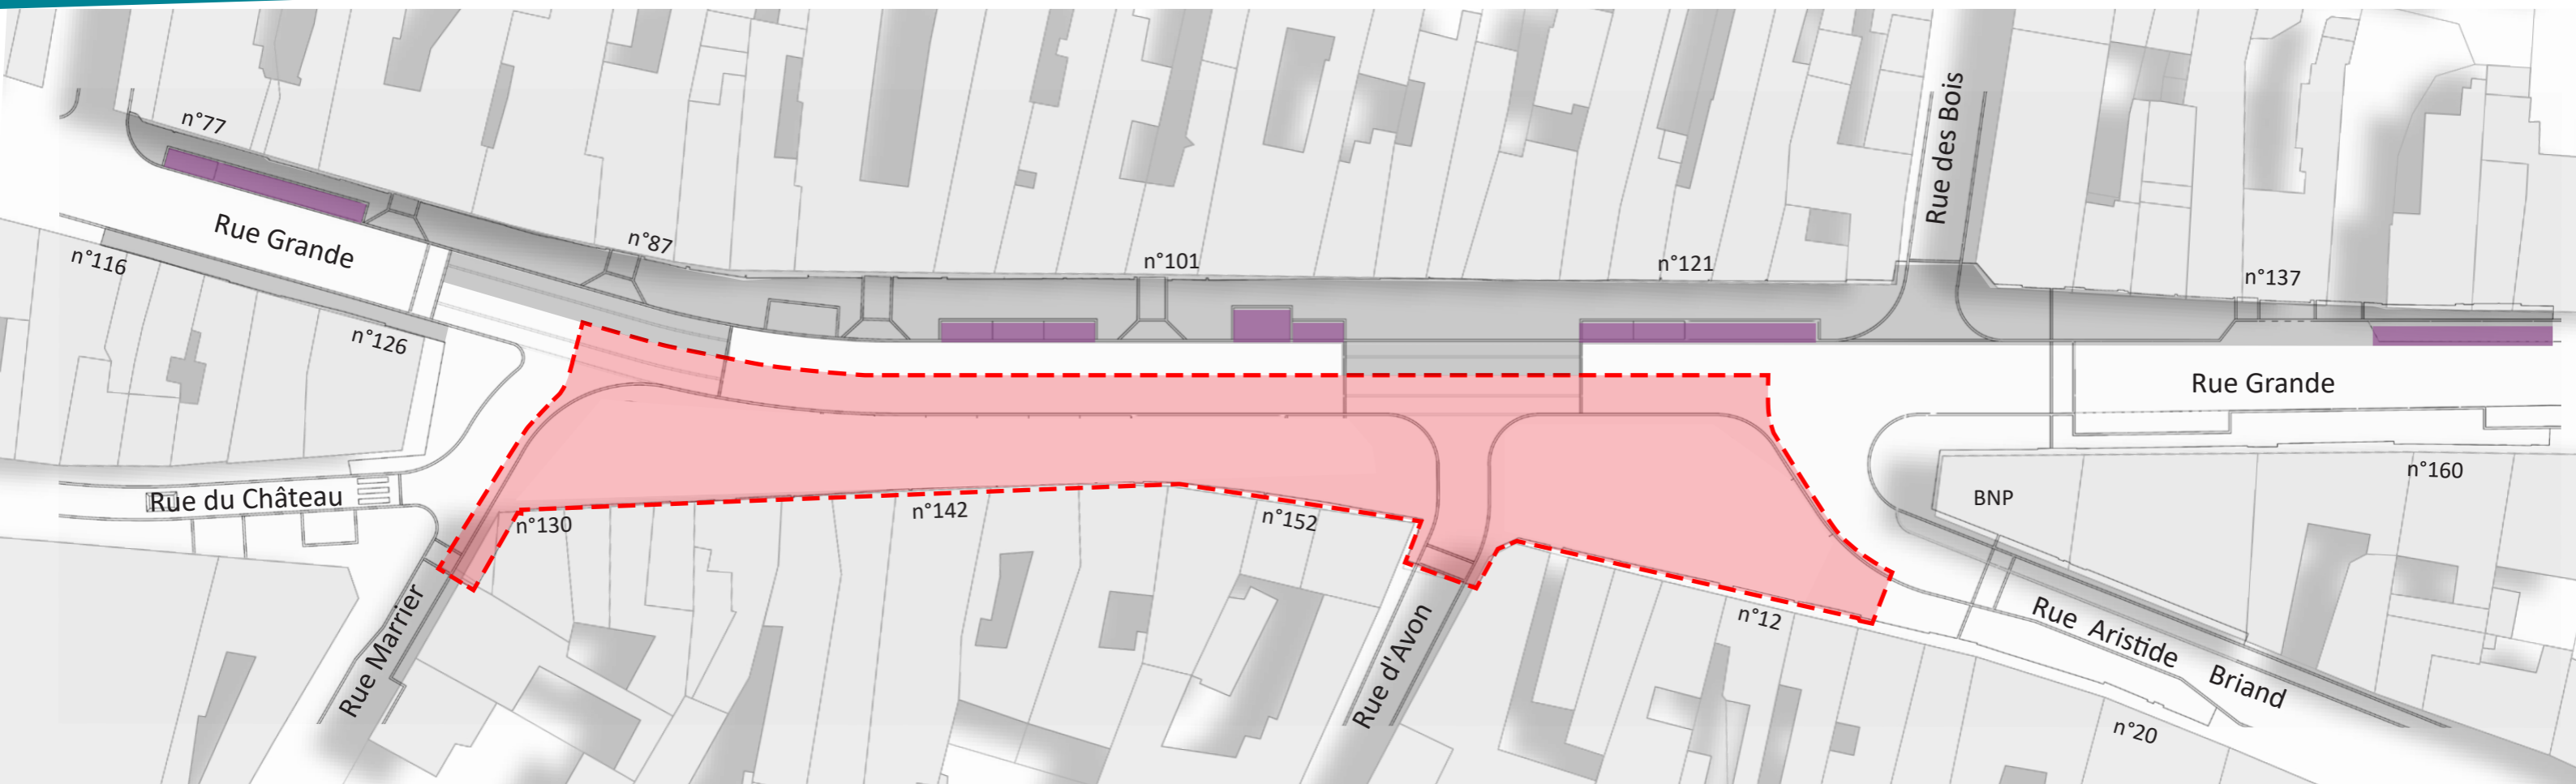 n°77
Rue Grande
n°116
n°126
n°87
n°101
n°121
Rue des Bois
n°137
Rue Grande
n°160
BNP
Rue du Château
n°130
n°142
n°152
n°12
Rue Marrier
Rue d'Avon
Rue Aristide Briand
n°20